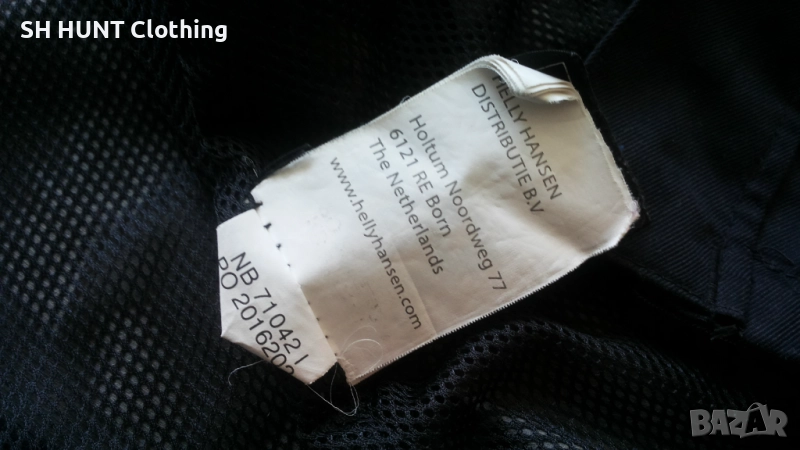 SH HUNT Clothing
HELLY HANSEN
DISTRIBUTIE B.V
Holtum Noordweg 77
6121 RE Born
The Netherlands
www.hellyhansen.com
NB 71042
PO 2016202
BAZAR